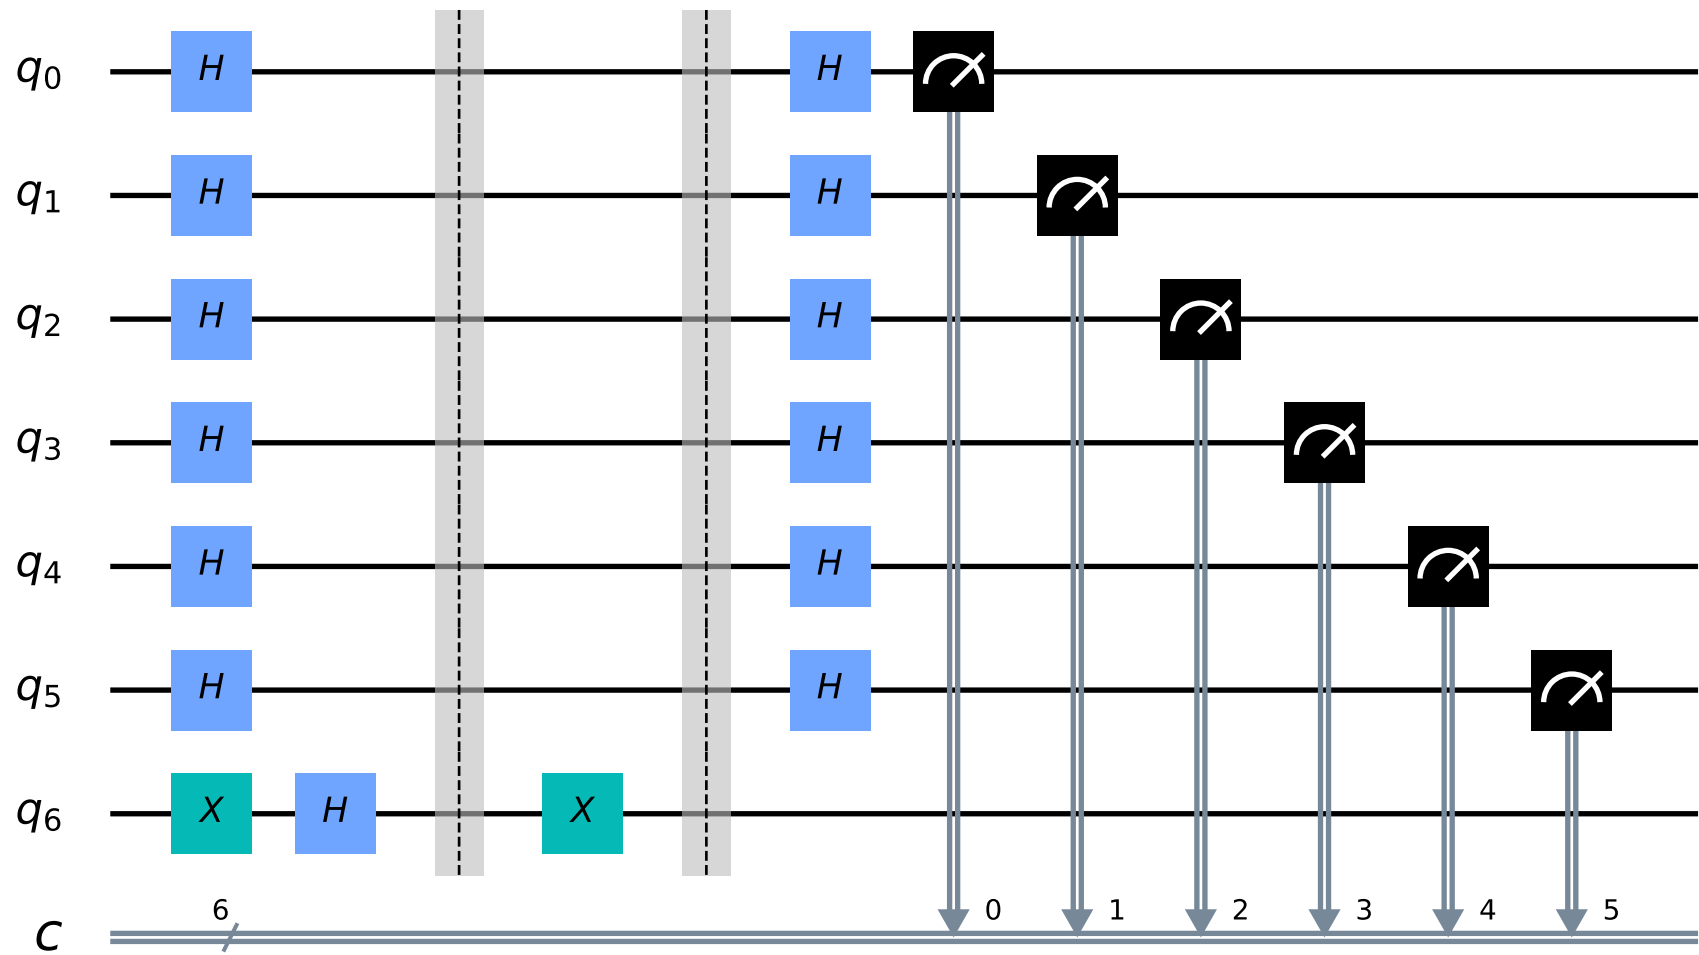 q0 H H
q1 H H
q2 H H
q3 H H
q4 H H
q5 H H
q6 X H X
c 6 0 1 2 3 4 5